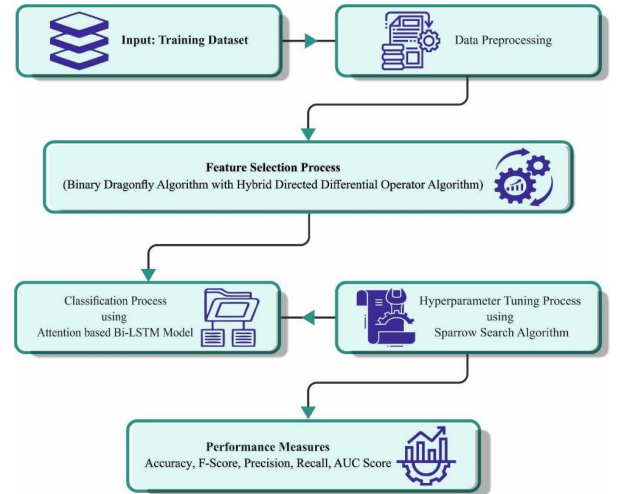 Input: Training Dataset
Data Preprocessing
Feature Selection Process
(Binary Dragonfly Algorithm with Hybrid Directed Differential Operator Algorithm)
Classification Process
using
Attention based Bi-LSTM Model
Hyperparameter Tuning Process
using
Sparrow Search Algorithm
Performance Measures
Accuracy, F-Score, Precision, Recall, AUC Score